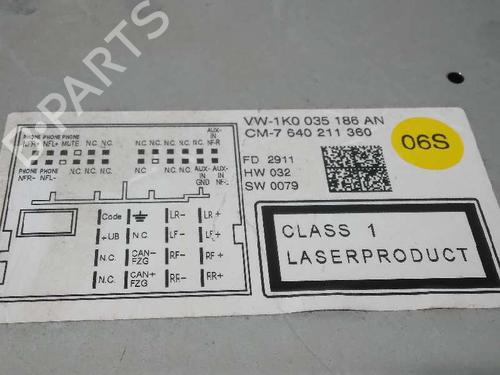 VW-1K0 035 186 AN
CM-7 640 211 360
FD 2911
HW 032
SW 0079
06S
CLASS 1
LASERPRODUCT
PHONE PHONE PHONE AUX-
NFR+ NFL+ MUTE N.C. N.C. N.C. N.C. IN
NF-R
PHONE PHONE N.C. N.C. N.C. N.C. AUX- AUX-
NFR- NFL- IN IN
GND NF-L
Code LR- LR+
+UB N.C. LF- LF+
N.C. CAN- RF- RF+
FZG
N.C. CAN+ RR- RR+
FZG
DPARTS